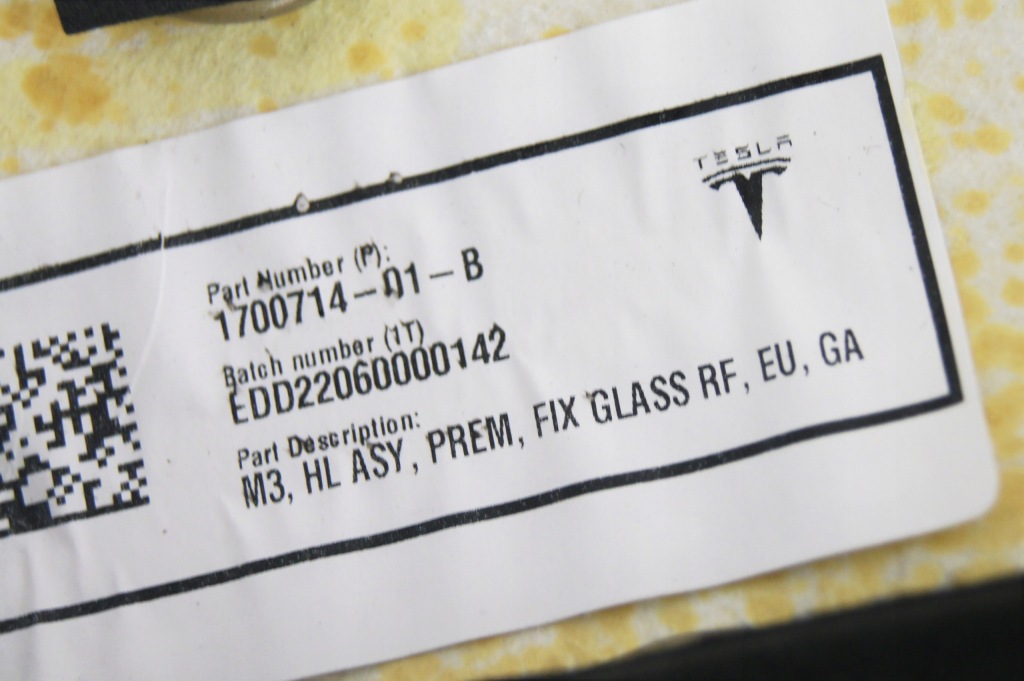 TESLA
Part Number (P):
1700714-01-B
Batch number (1T)
EDD22060000142
Part Description:
M3, HL ASY, PREM, FIX GLASS RF, EU, GA